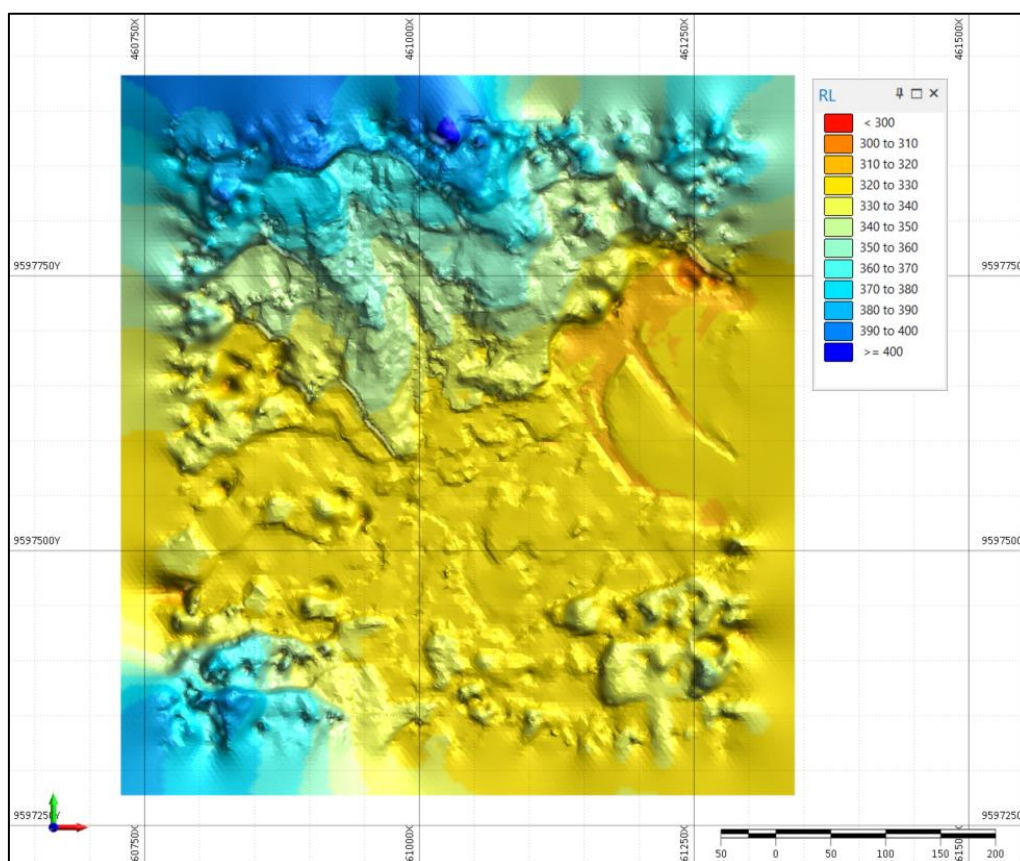 460750X
461000X
461250X
461500X
RL
< 300
300 to 310
310 to 320
320 to 330
330 to 340
340 to 350
350 to 360
360 to 370
370 to 380
380 to 390
390 to 400
>= 400
9597750Y
9597750
9597500Y
9597500
9597250Y
9597250
60750X
61000X
61250X
61500
50 0 50 100 150 200